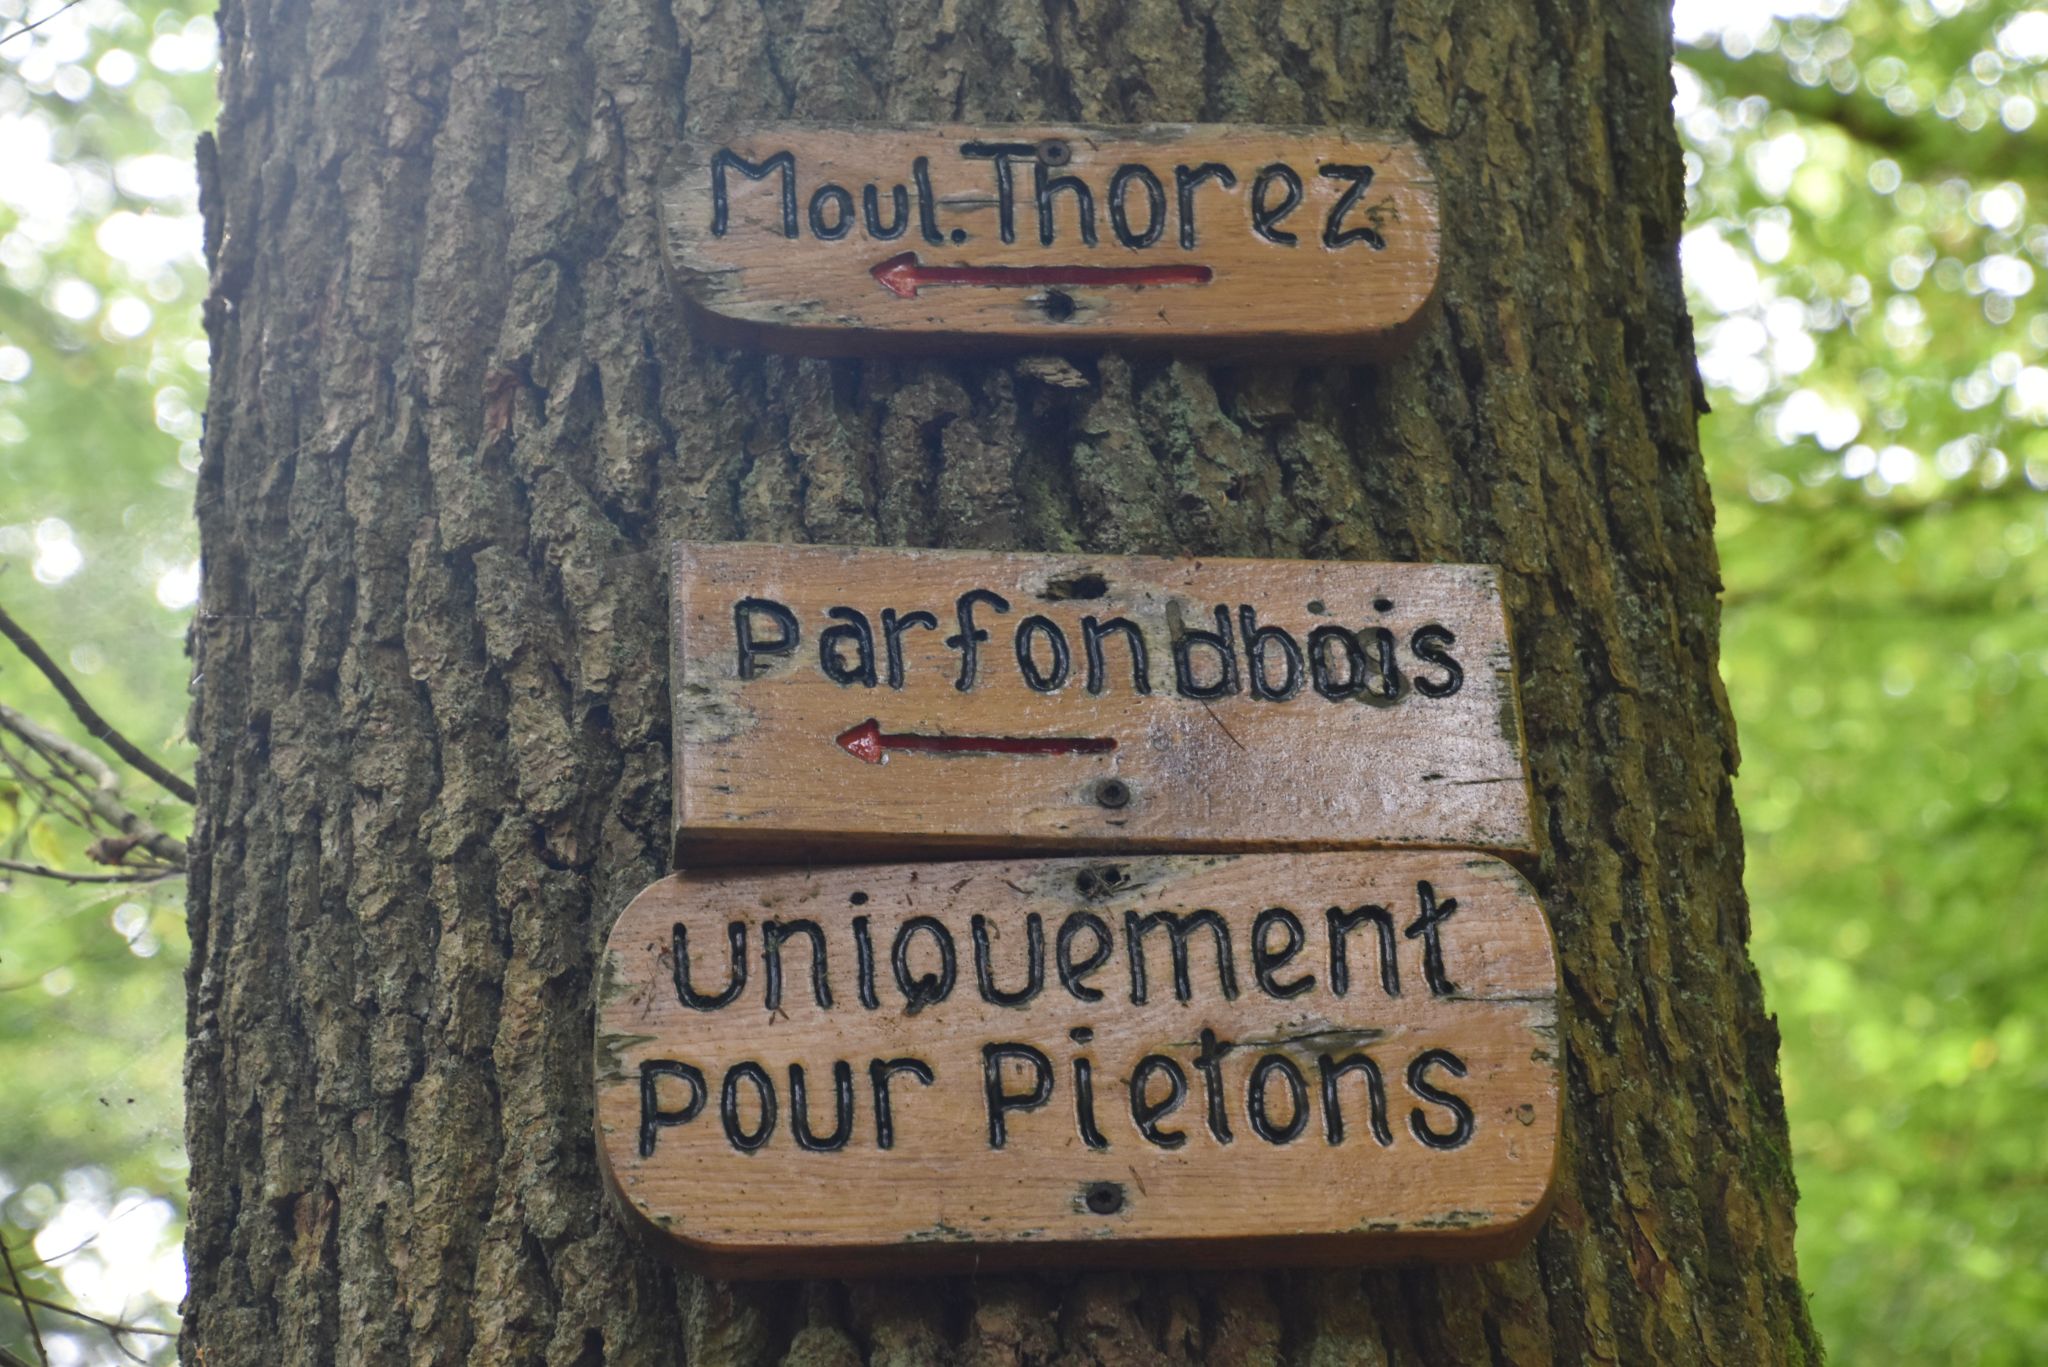 Moul. Thorez
Parfondbois
uniquement
pour Pietons